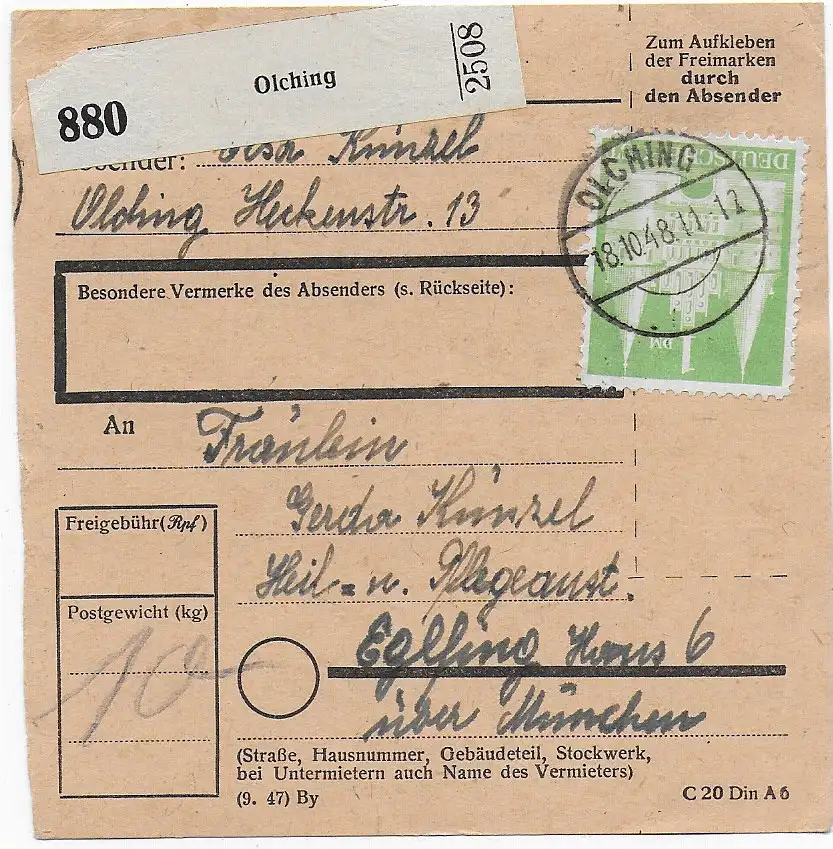 880
Olching
2508
Zum Aufkleben
der Freimarken
durch
den Absender
sender: Künzel
Olching Heckenstr. 13
DEUTSCHE
1 DM
OLCHING
18.10.48.11-12
Besondere Vermerke des Absenders (s. Rückseite):
An
Fräulein
Gerda Künzel
Heil= u. Pflegeanst.
Eglfing Haus 6
über München
Freigebühr (Rpf)
Postgewicht (kg)
10
(Straße, Hausnummer, Gebäudeteil, Stockwerk,
bei Untermietern auch Name des Vermieters)
(9. 47) By
C 20 Din A 6